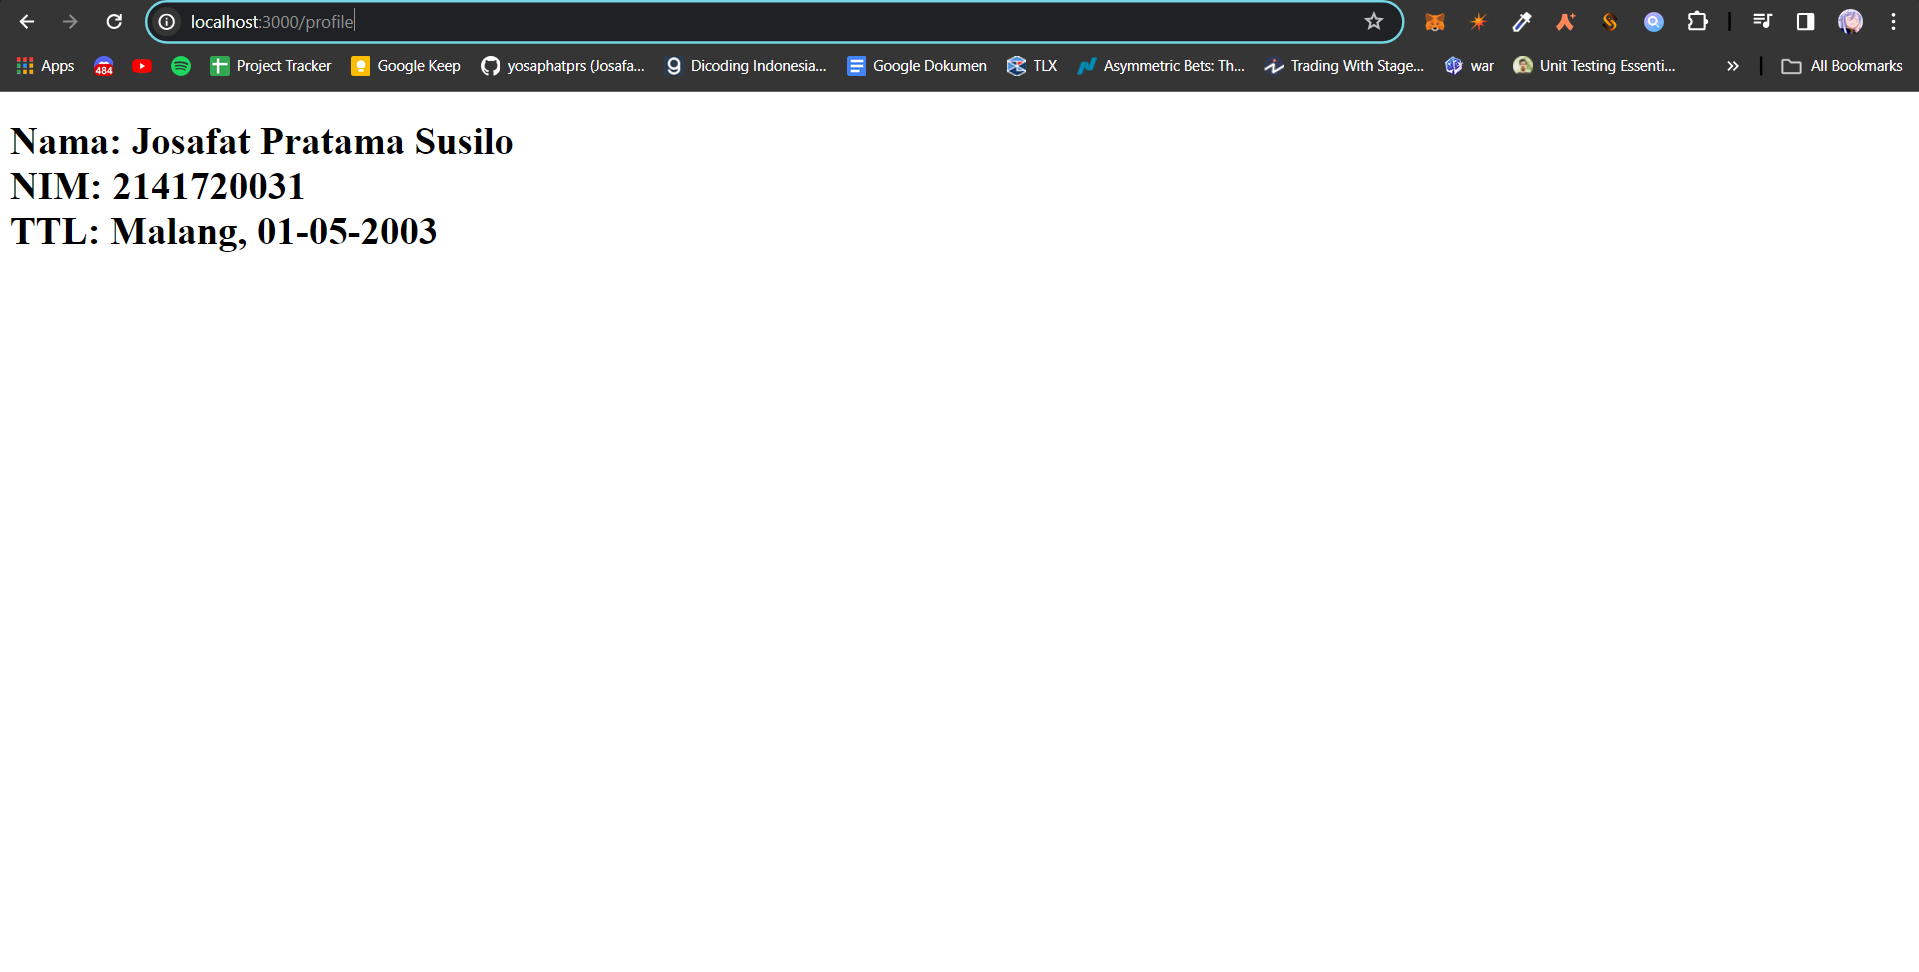 localhost:3000/profile
Apps 484 Project Tracker Google Keep yosaphatprs (Josafa... Dicoding Indonesia... Google Dokumen TLX Asymmetric Bets: Th... Trading With Stage... war Unit Testing Essenti... » All Bookmarks
Nama: Josafat Pratama Susilo
NIM: 2141720031
TTL: Malang, 01-05-2003